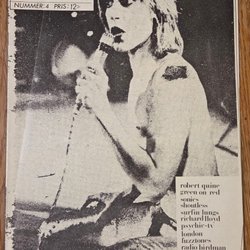 NUMMER:4 PRIS:12:-
robert quine
green on red
sonics
shoutless
surfin' lungs
richard lloyd
psychic-tv
london
fuzztones
radio birdman